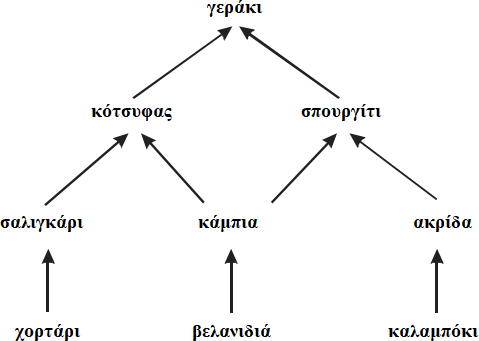 γεράκι
κότσυφας σπουργίτι
σαλιγκάρι κάμπια ακρίδα
χορτάρι βελανιδιά καλαμπόκι